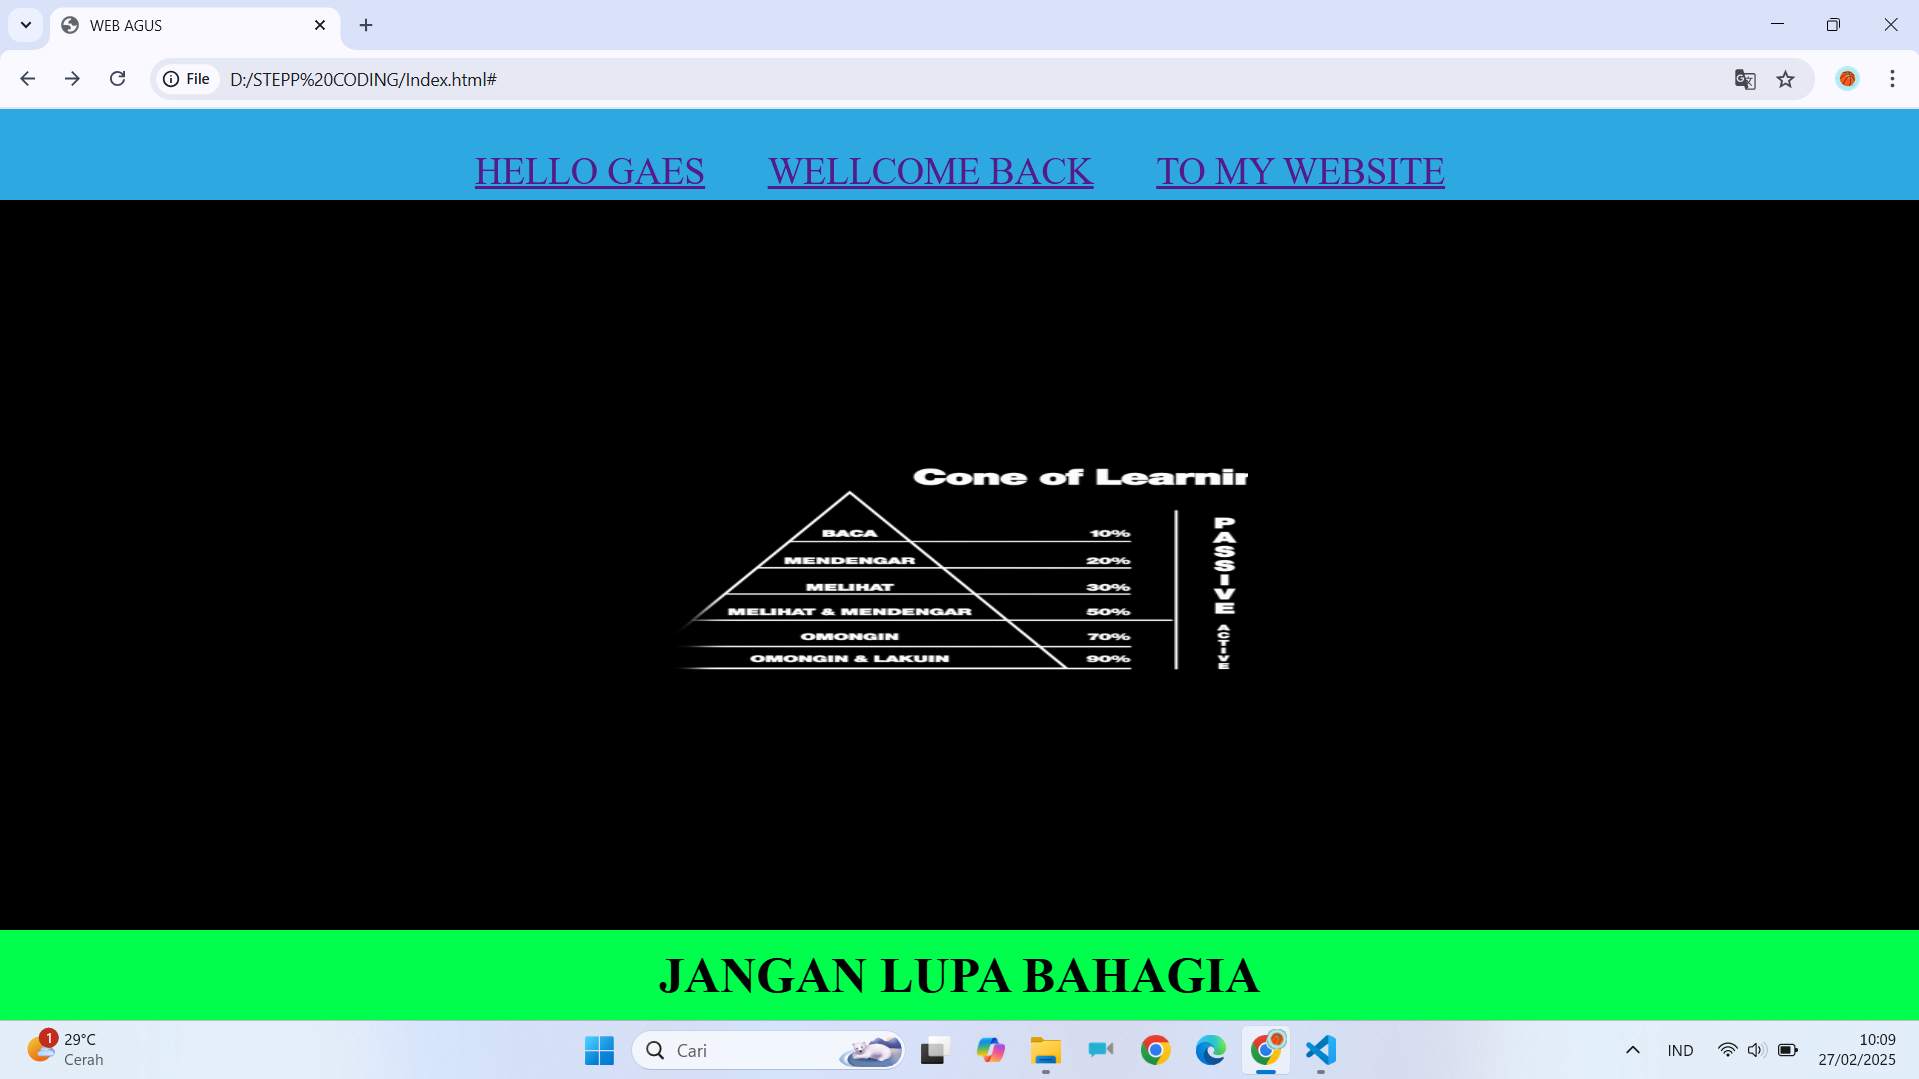 WEB AGUS
File D:/STEPP%20CODING/Index.html#
HELLO GAES WELLCOME BACK TO MY WEBSITE
Cone of Learnin
BACA 10%
MENDENGAR 20%
MELIHAT 30%
MELIHAT & MENDENGAR 50%
OMONGIN 70%
OMONGIN & LAKUIN 90%
PASSIVE
ACTIVE
JANGAN LUPA BAHAGIA
1
29°C
Cerah
Cari
IND
10:09
27/02/2025